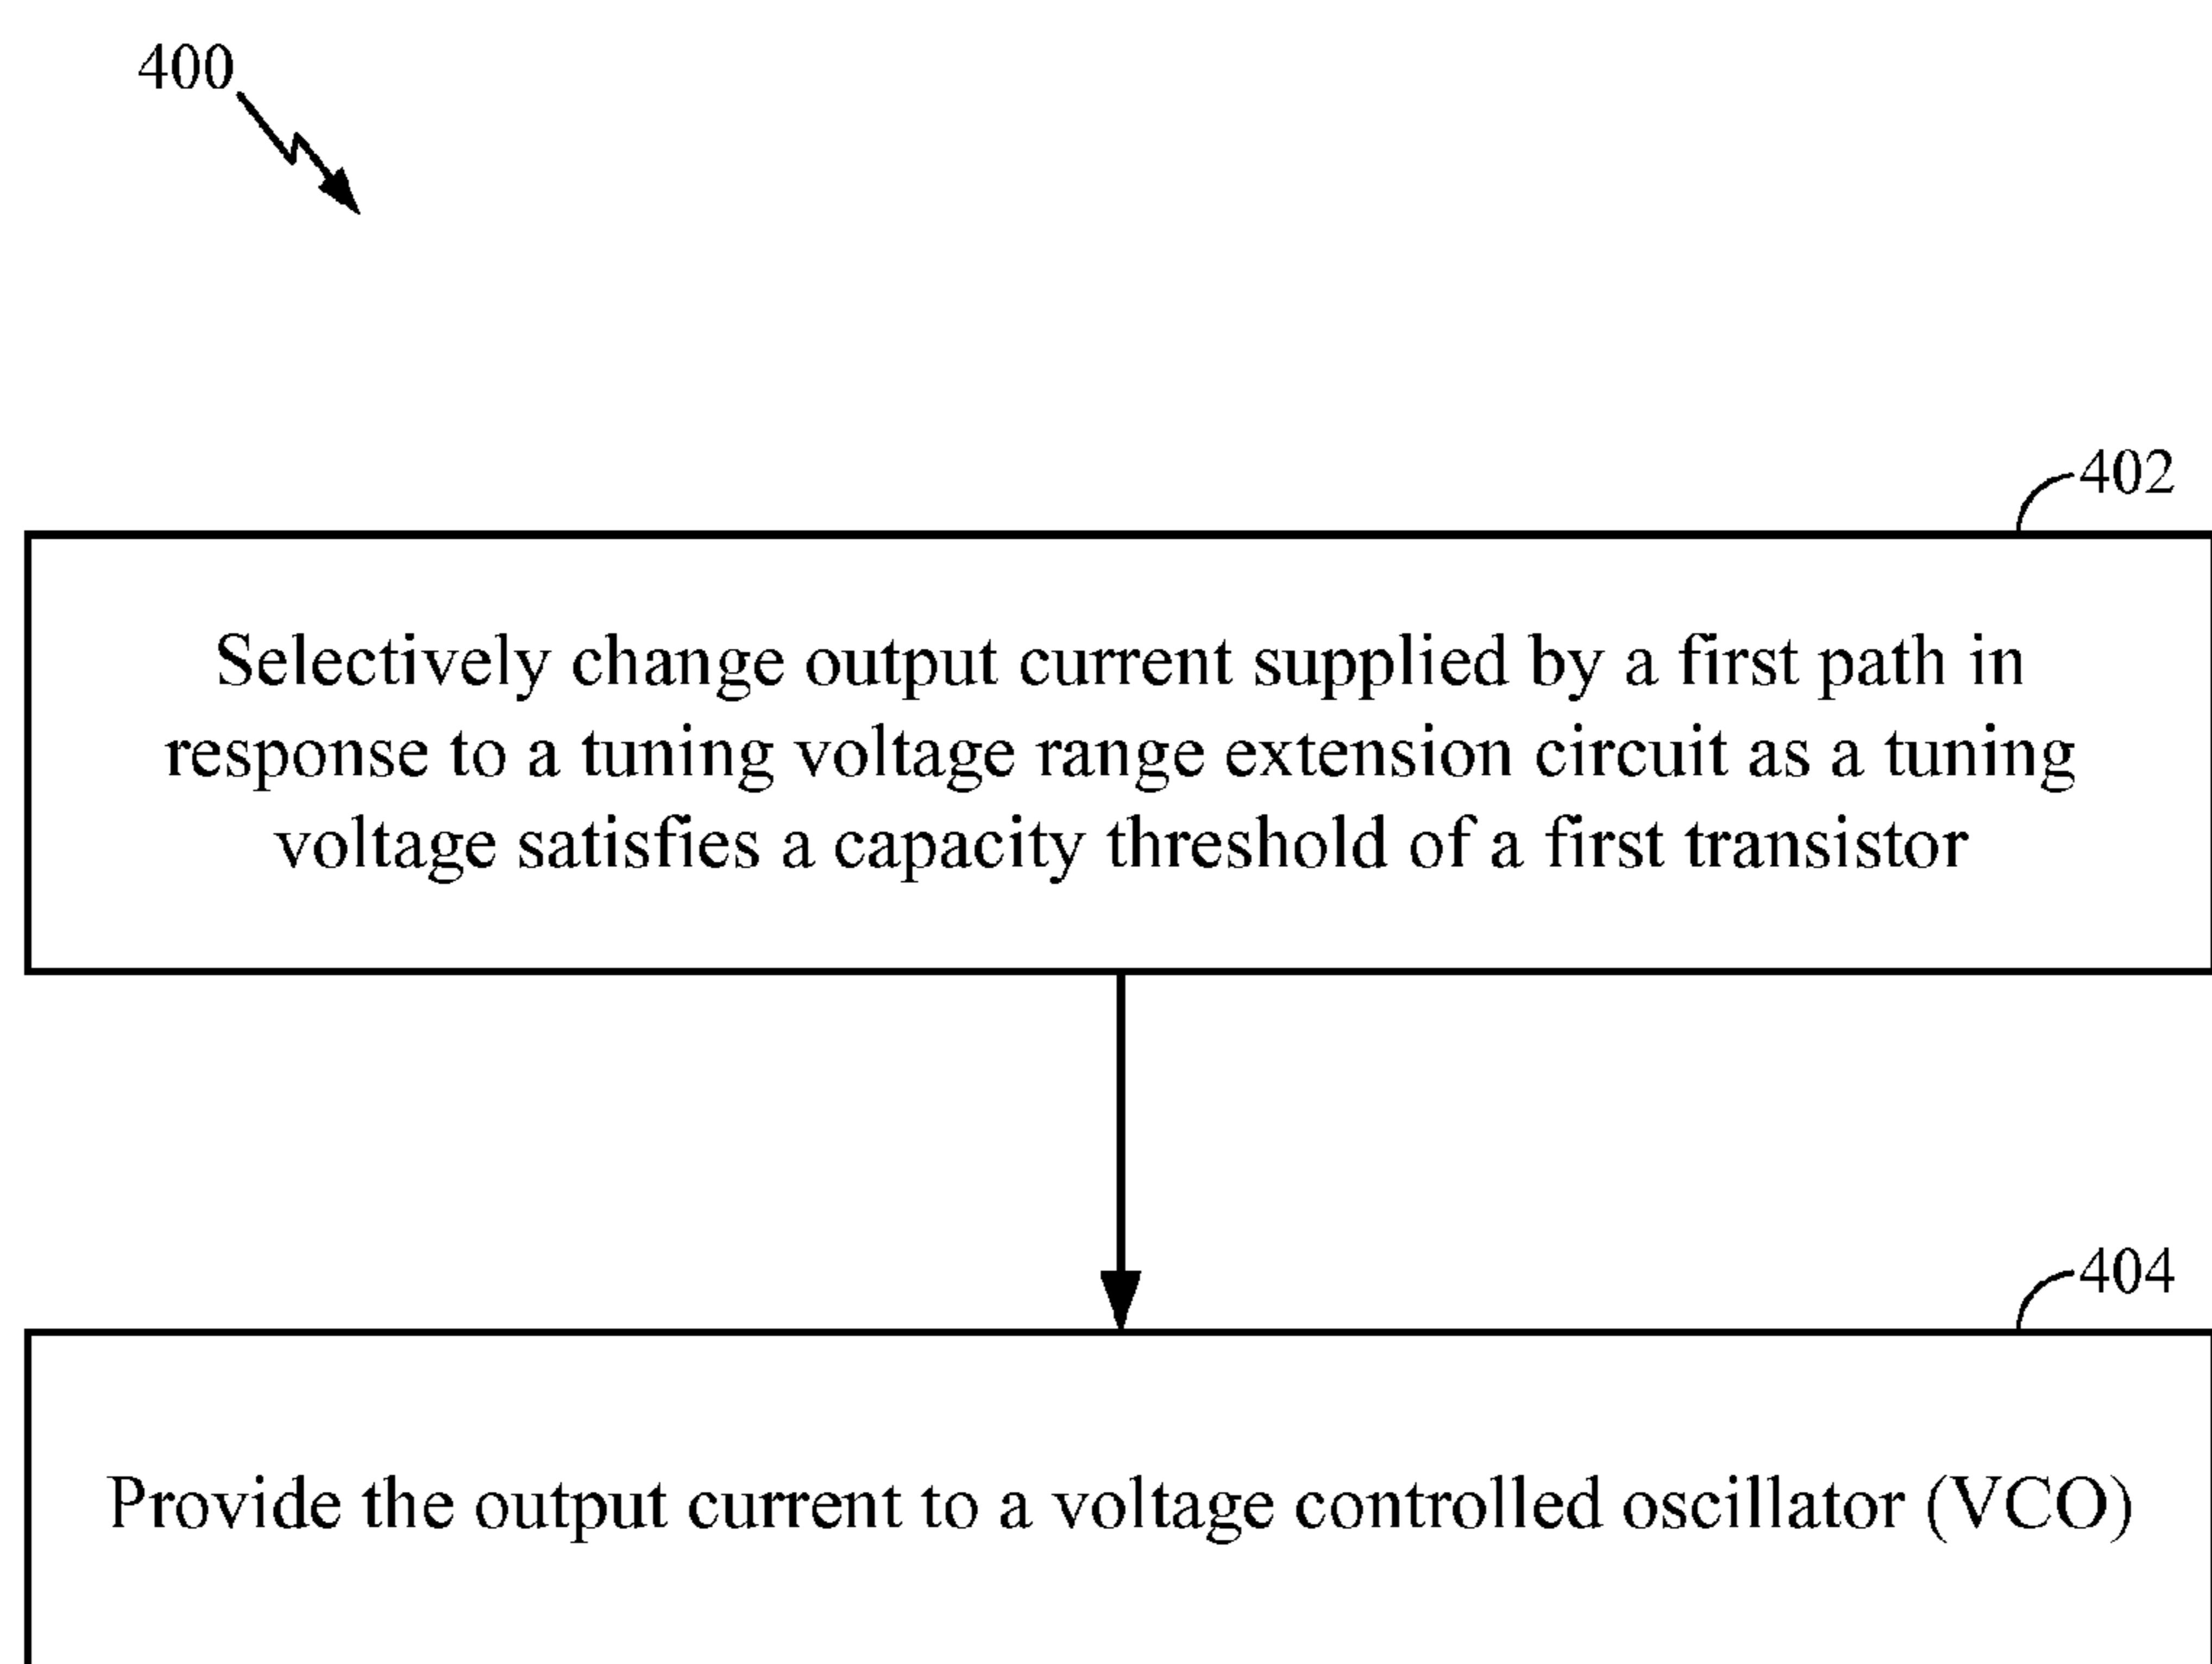 400
402
Selectively change output current supplied by a first path in
response to a tuning voltage range extension circuit as a tuning
voltage satisfies a capacity threshold of a first transistor
404
Provide the output current to a voltage controlled oscillator (VCO)